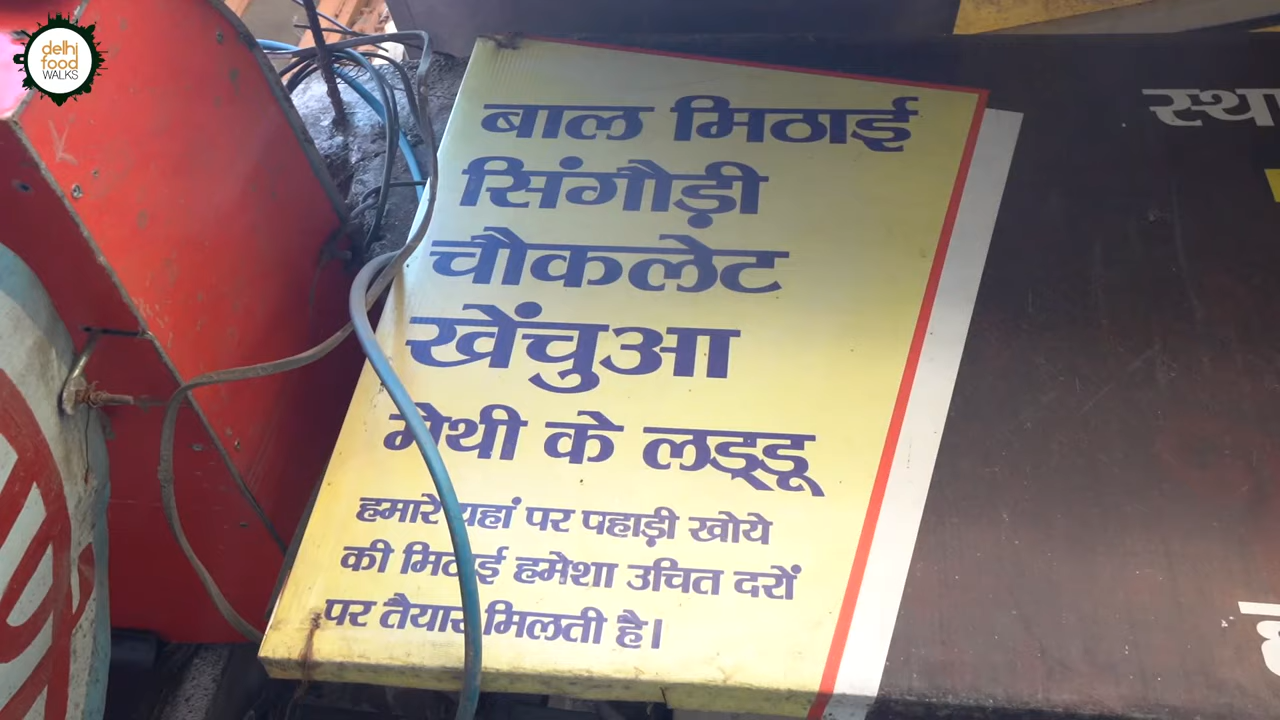 delhi
food
WALKS
बाल मिठाई
सिंगौड़ी
चौकलेट
खेंचुआ
मेथी के लड्डू
हमारे यहां पर पहाड़ी खोये
की मिठाई हमेशा उचित दरों
पर तैयार मिलती है।
स्था